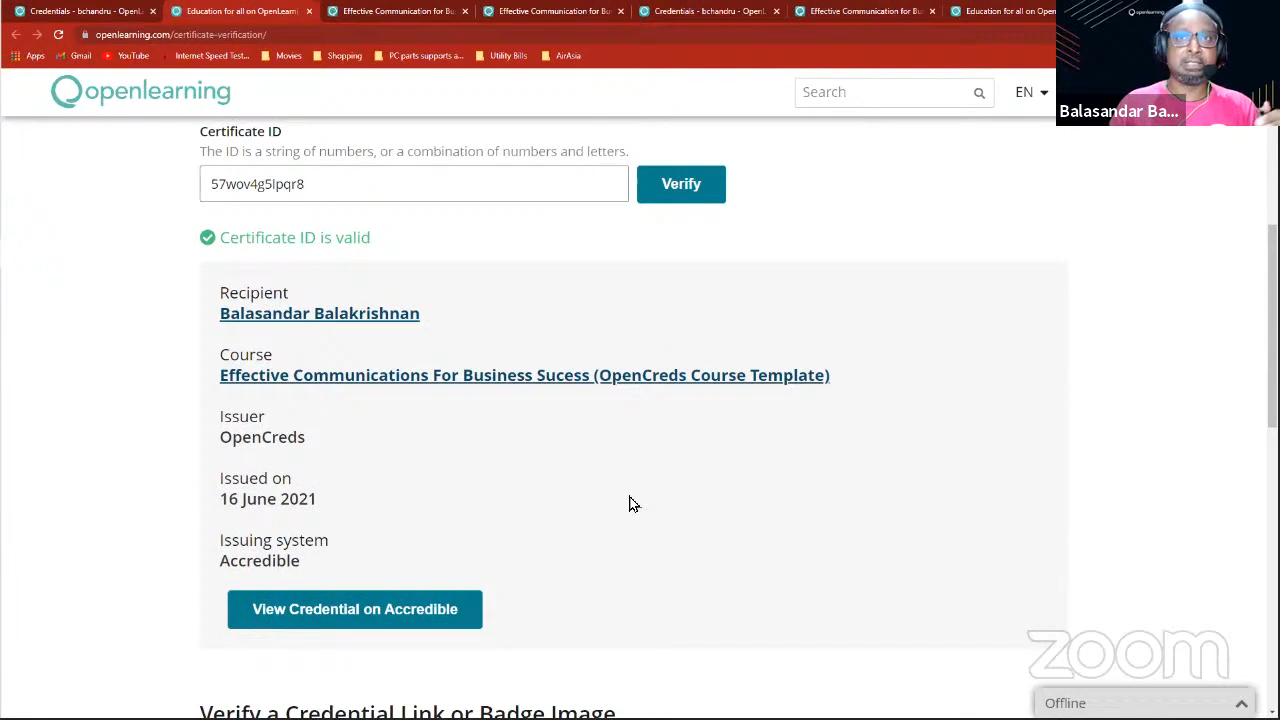 Credentials - bchandru - OpenL
Education for all on OpenLearni
Effective Communication for Bu
Effective Communication for Bu
Credentials - bchandru - OpenL
Effective Communication for Bu
Education for all on Open
openlearning.com/certificate-verification/
Apps
Gmail
YouTube
Internet Speed Test...
Movies
Shopping
PC parts supports a...
Utility Bills
AirAsia
openlearning
Search
EN
openlearning
Balasandar Ba...
Certificate ID
The ID is a string of numbers, or a combination of numbers and letters.
57wov4g5lpqr8
Verify
Certificate ID is valid
Recipient
Balasandar Balakrishnan
Course
Effective Communications For Business Sucess (OpenCreds Course Template)
Issuer
OpenCreds
Issued on
16 June 2021
Issuing system
Accredible
View Credential on Accredible
Verify a Credential Link or Badge Image
zoom
Offline